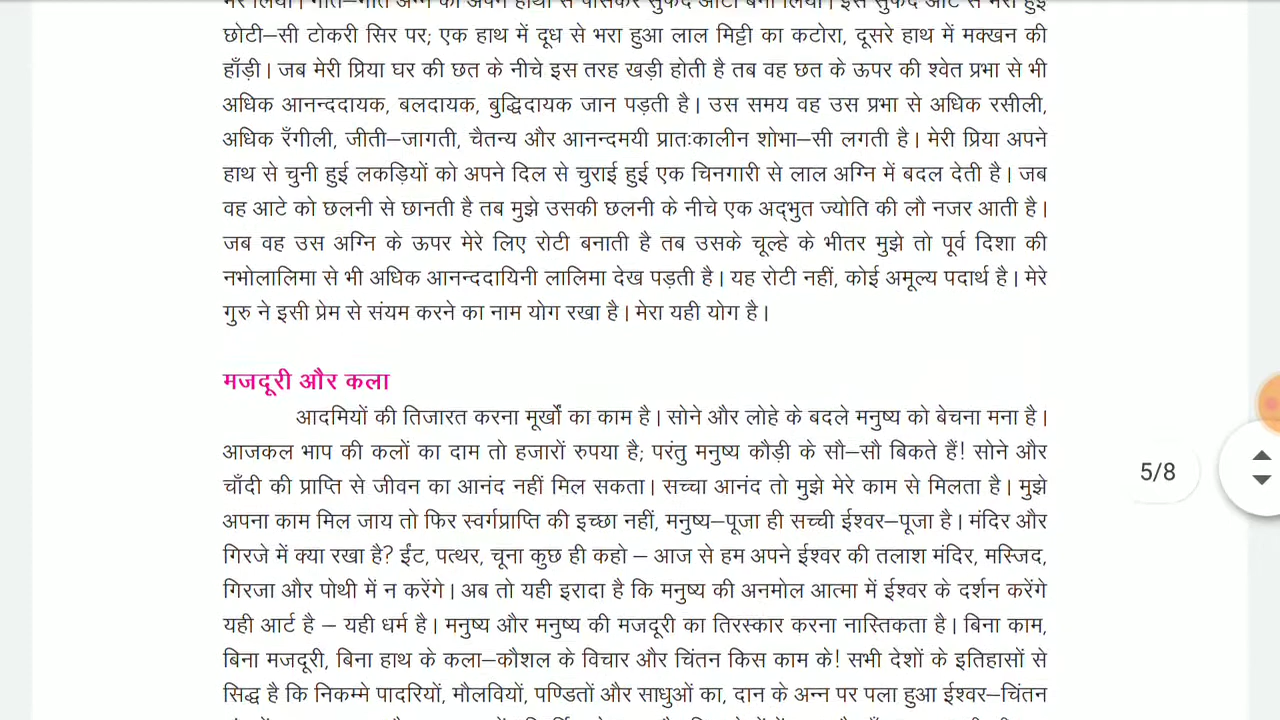 छोटी–सी टोकरी सिर पर; एक हाथ में दूध से भरा हुआ लाल मिट्टी का कटोरा, दूसरे हाथ में मक्खन की
हाँड़ी। जब मेरी प्रिया घर की छत के नीचे इस तरह खड़ी होती है तब वह छत के ऊपर की श्वेत प्रभा से भी
अधिक आनन्ददायक, बलदायक, बुद्धिदायक जान पड़ती है। उस समय वह उस प्रभा से अधिक रसीली,
अधिक रँगीली, जीती–जागती, चैतन्य और आनन्दमयी प्रातःकालीन शोभा–सी लगती है। मेरी प्रिया अपने
हाथ से चुनी हुई लकड़ियों को अपने दिल से चुराई हुई एक चिनगारी से लाल अग्नि में बदल देती है। जब
वह आटे को छलनी से छानती है तब मुझे उसकी छलनी के नीचे एक अद्भुत ज्योति की लौ नजर आती है।
जब वह उस अग्नि के ऊपर मेरे लिए रोटी बनाती है तब उसके चूल्हे के भीतर मुझे तो पूर्व दिशा की
नभोलालिमा से भी अधिक आनन्ददायिनी लालिमा देख पड़ती है। यह रोटी नहीं, कोई अमूल्य पदार्थ है। मेरे
गुरु ने इसी प्रेम से संयम करने का नाम योग रखा है। मेरा यही योग है।
मजदूरी और कला
आदमियों की तिजारत करना मूर्खों का काम है। सोने और लोहे के बदले मनुष्य को बेचना मना है।
आजकल भाप की कलों का दाम तो हजारों रुपया है; परंतु मनुष्य कौड़ी के सौ–सौ बिकते हैं! सोने और
चाँदी की प्राप्ति से जीवन का आनंद नहीं मिल सकता। सच्चा आनंद तो मुझे मेरे काम से मिलता है। मुझे
अपना काम मिल जाय तो फिर स्वर्गप्राप्ति की इच्छा नहीं, मनुष्य–पूजा ही सच्ची ईश्वर–पूजा है। मंदिर और
गिरजे में क्या रखा है? ईंट, पत्थर, चूना कुछ ही कहो – आज से हम अपने ईश्वर की तलाश मंदिर, मस्जिद,
गिरजा और पोथी में न करेंगे। अब तो यही इरादा है कि मनुष्य की अनमोल आत्मा में ईश्वर के दर्शन करेंगे
यही आर्ट है – यही धर्म है। मनुष्य और मनुष्य की मजदूरी का तिरस्कार करना नास्तिकता है। बिना काम,
बिना मजदूरी, बिना हाथ के कला–कौशल के विचार और चिंतन किस काम के! सभी देशों के इतिहासों से
सिद्ध है कि निकम्मे पादरियों, मौलवियों, पण्डितों और साधुओं का, दान के अन्न पर पला हुआ ईश्वर–चिंतन
5/8